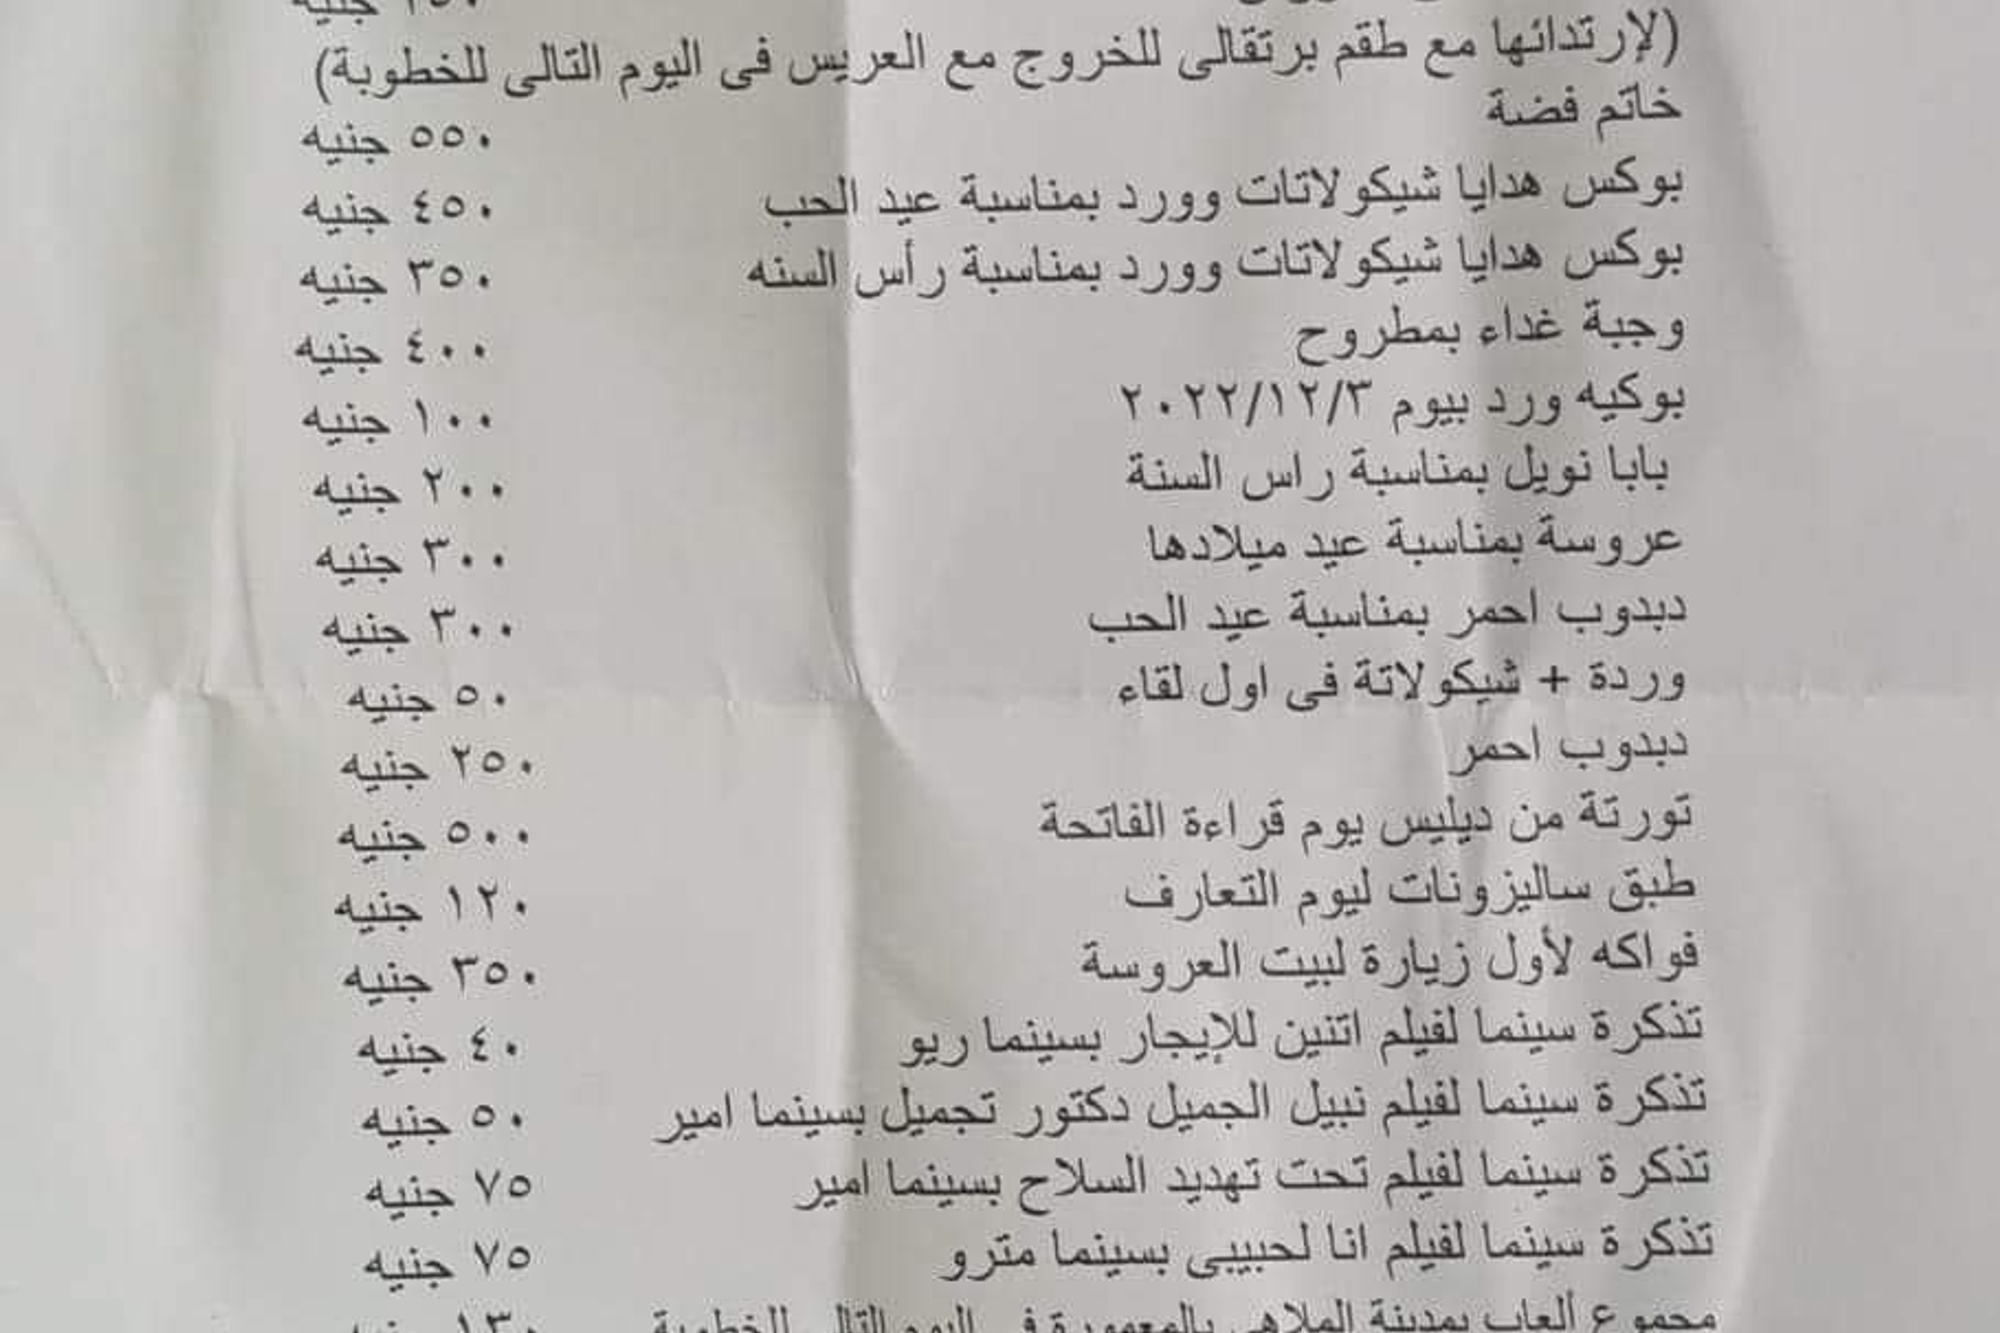 (لإرتدائها مع طقم برتقالى للخروج مع العريس فى اليوم التالى للخطوبة)
خاتم فضة ٥٥٠ جنيه
بوكس هدايا شيكولاتات وورد بمناسبة عيد الحب ٤٥٠ جنيه
بوكس هدايا شيكولاتات وورد بمناسبة رأس السنه ٣٥٠ جنيه
وجبة غداء بمطروح ٤٠٠ جنيه
بوكيه ورد بيوم ٢٠٢٢/١٢/٣ ١٠٠ جنيه
بابا نويل بمناسبة راس السنة ٢٠٠ جنيه
عروسة بمناسبة عيد ميلادها ٣٠٠ جنيه
دبدوب احمر بمناسبة عيد الحب ٣٠٠ جنيه
وردة + شيكولاتة فى اول لقاء ٥٠ جنيه
دبدوب احمر ٢٥٠ جنيه
تورتة من ديليس يوم قراءة الفاتحة ٥٠٠ جنيه
طبق ساليزونات ليوم التعارف ١٢٠ جنيه
فواكه لأول زيارة لبيت العروسة ٣٥٠ جنيه
تذكرة سينما لفيلم اتنين للإيجار بسينما ريو ٤٠ جنيه
تذكرة سينما لفيلم نبيل الجميل دكتور تجميل بسينما امير ٥٠ جنيه
تذكرة سينما لفيلم تحت تهديد السلاح بسينما امير ٧٥ جنيه
تذكرة سينما لفيلم انا لحبيبى بسينما مترو ٧٥ جنيه
مجموع ألعاب بمدينة الملاهى بالمعمورة فى اليوم التالى للخطوبة ١٣٠ جنيه